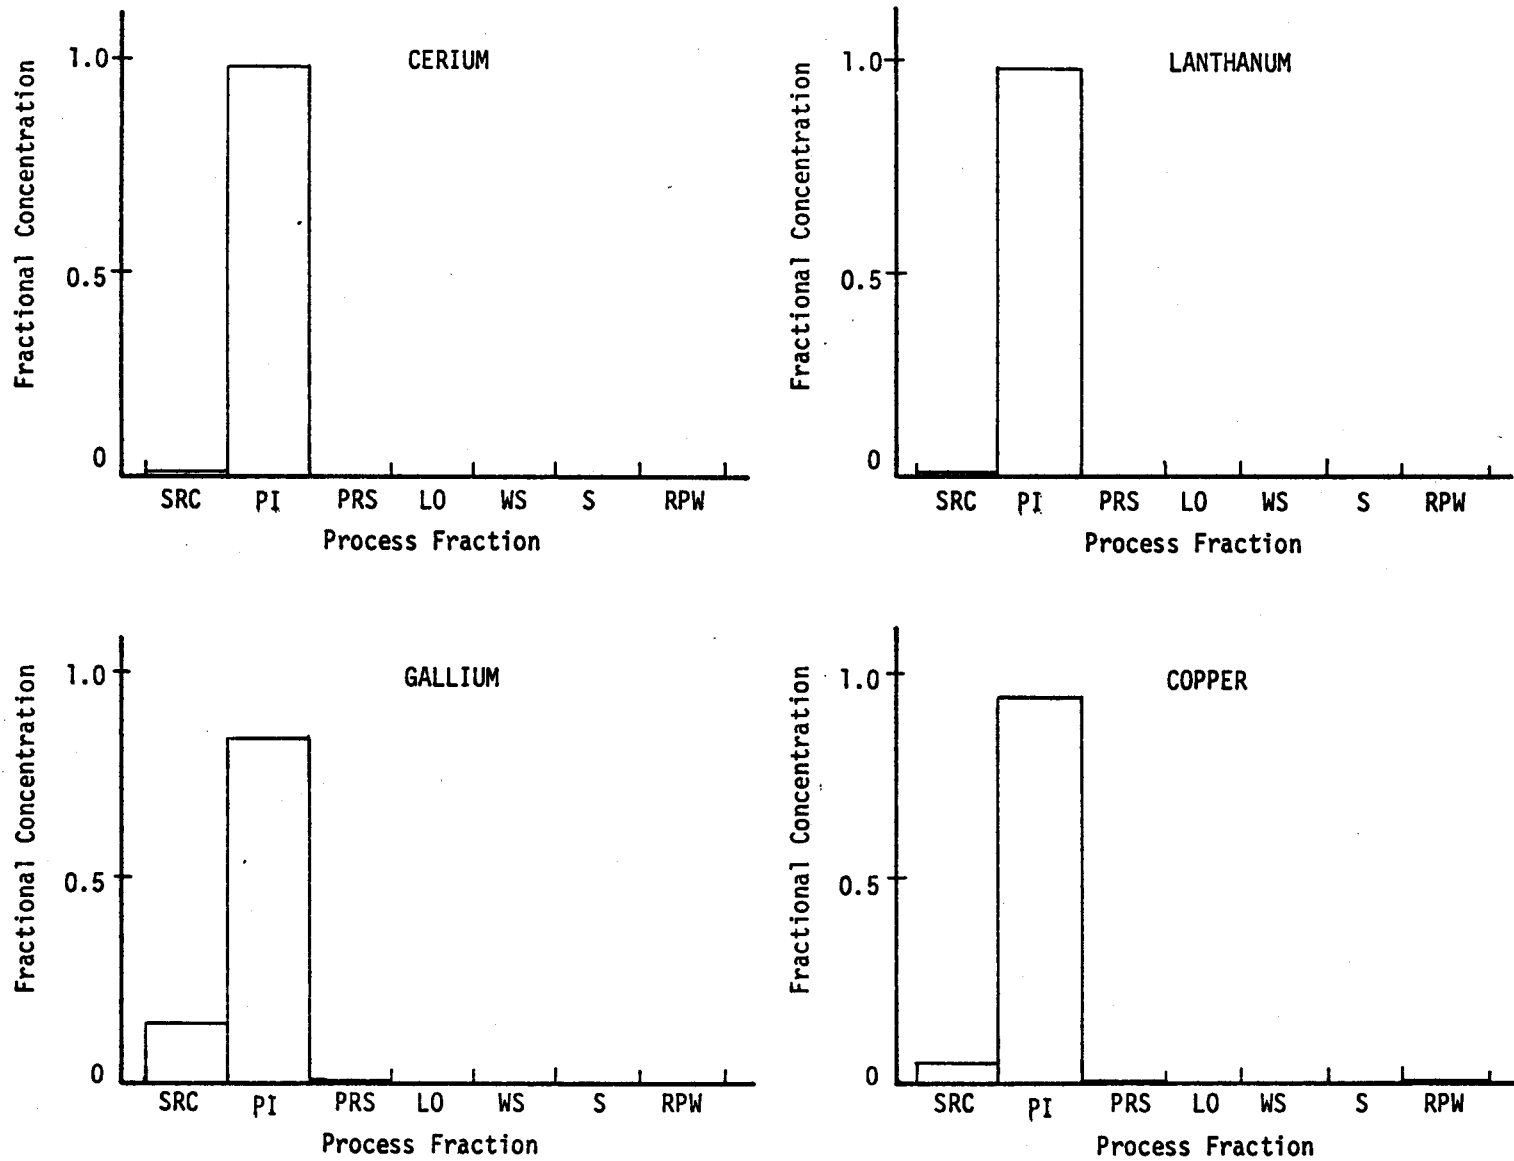 CERIUM
Fractional Concentration
1.0
0.5
0
SRC PI PRS LO WS S RPW
Process Fraction
LANTHANUM
Fractional Concentration
1.0
0.5
0
SRC PI PRS LO WS S RPW
Process Fraction
GALLIUM
Fractional Concentration
1.0
0.5
0
SRC PI PRS LO WS S RPW
Process Fraction
COPPER
Fractional Concentration
1.0
0.5
0
SRC PI PRS LO WS S RPW
Process Fraction